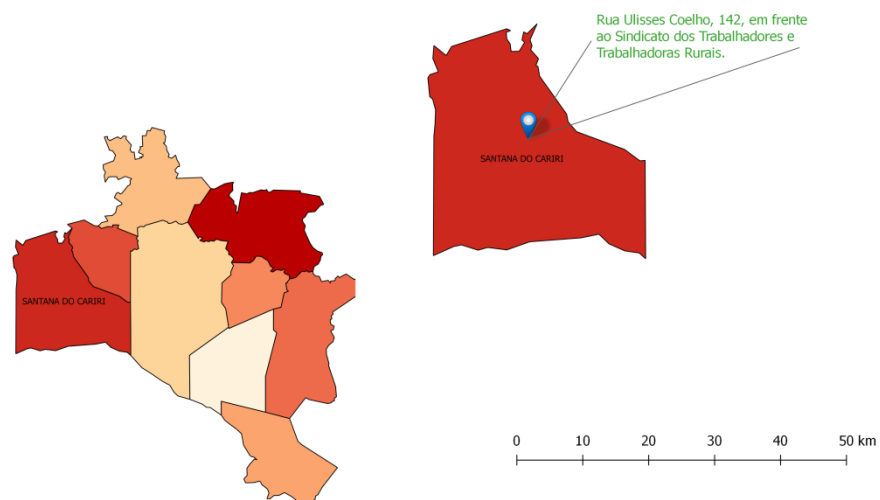 Rua Ulisses Coelho, 142, em frente
ao Sindicato dos Trabalhadores e
Trabalhadoras Rurais.
SANTANA DO CARIRI
SANTANA DO CARIRI
0 10 20 30 40 50 km